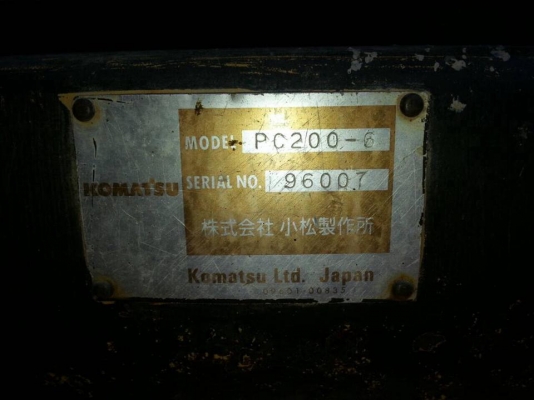 MODEL PC200-6
SERIAL NO. 96007
KOMATSU
株式会社 小松製作所
Komatsu Ltd. Japan